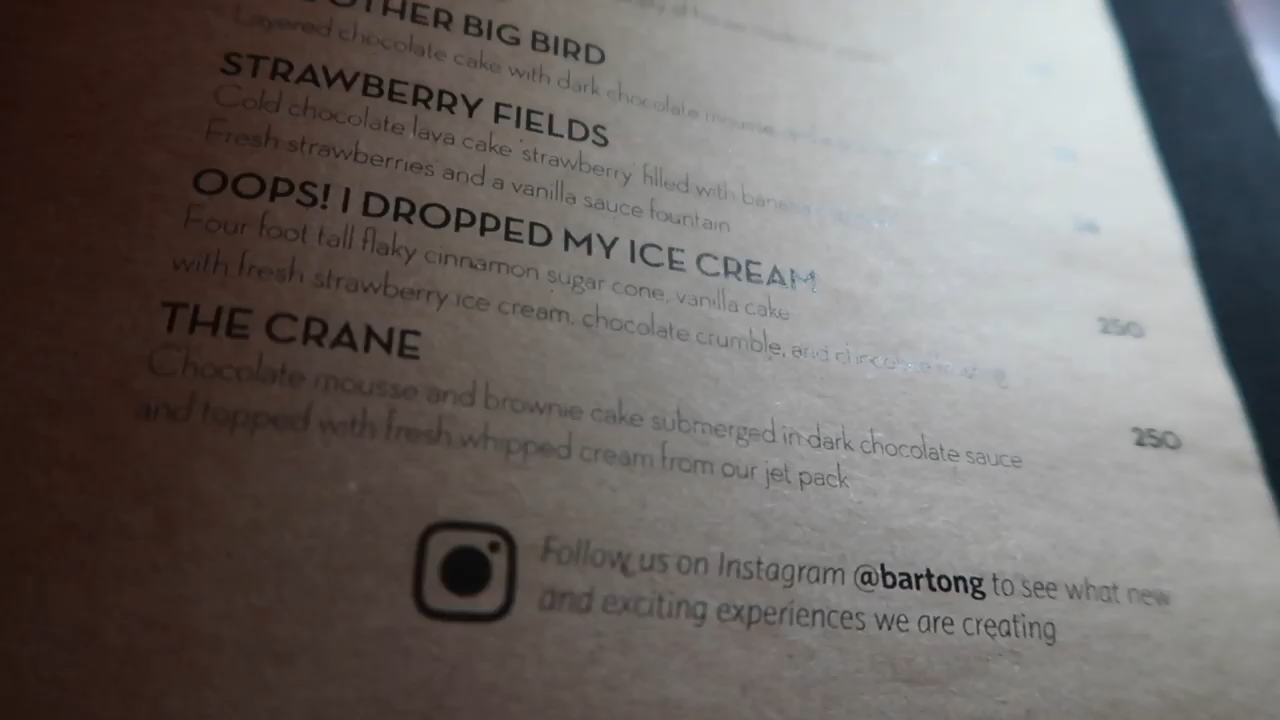 OTHER BIG BIRD
Layered chocolate cake with dark chocolate mousse
STRAWBERRY FIELDS
Cold chocolate lava cake strawberry filled with
Fresh strawberries and a vanilla sauce fountain
OOPS! I DROPPED MY ICE CREAM
Four foot tall flaky cinnamon sugar cone, vanilla cake 250
with fresh strawberry ice cream, chocolate crumble, and
THE CRANE
Chocolate mousse and brownie cake submerged in dark chocolate sauce 250
and topped with fresh whipped cream from our jet pack
Follow us on Instagram @bartong to see what new
and exciting experiences we are creating